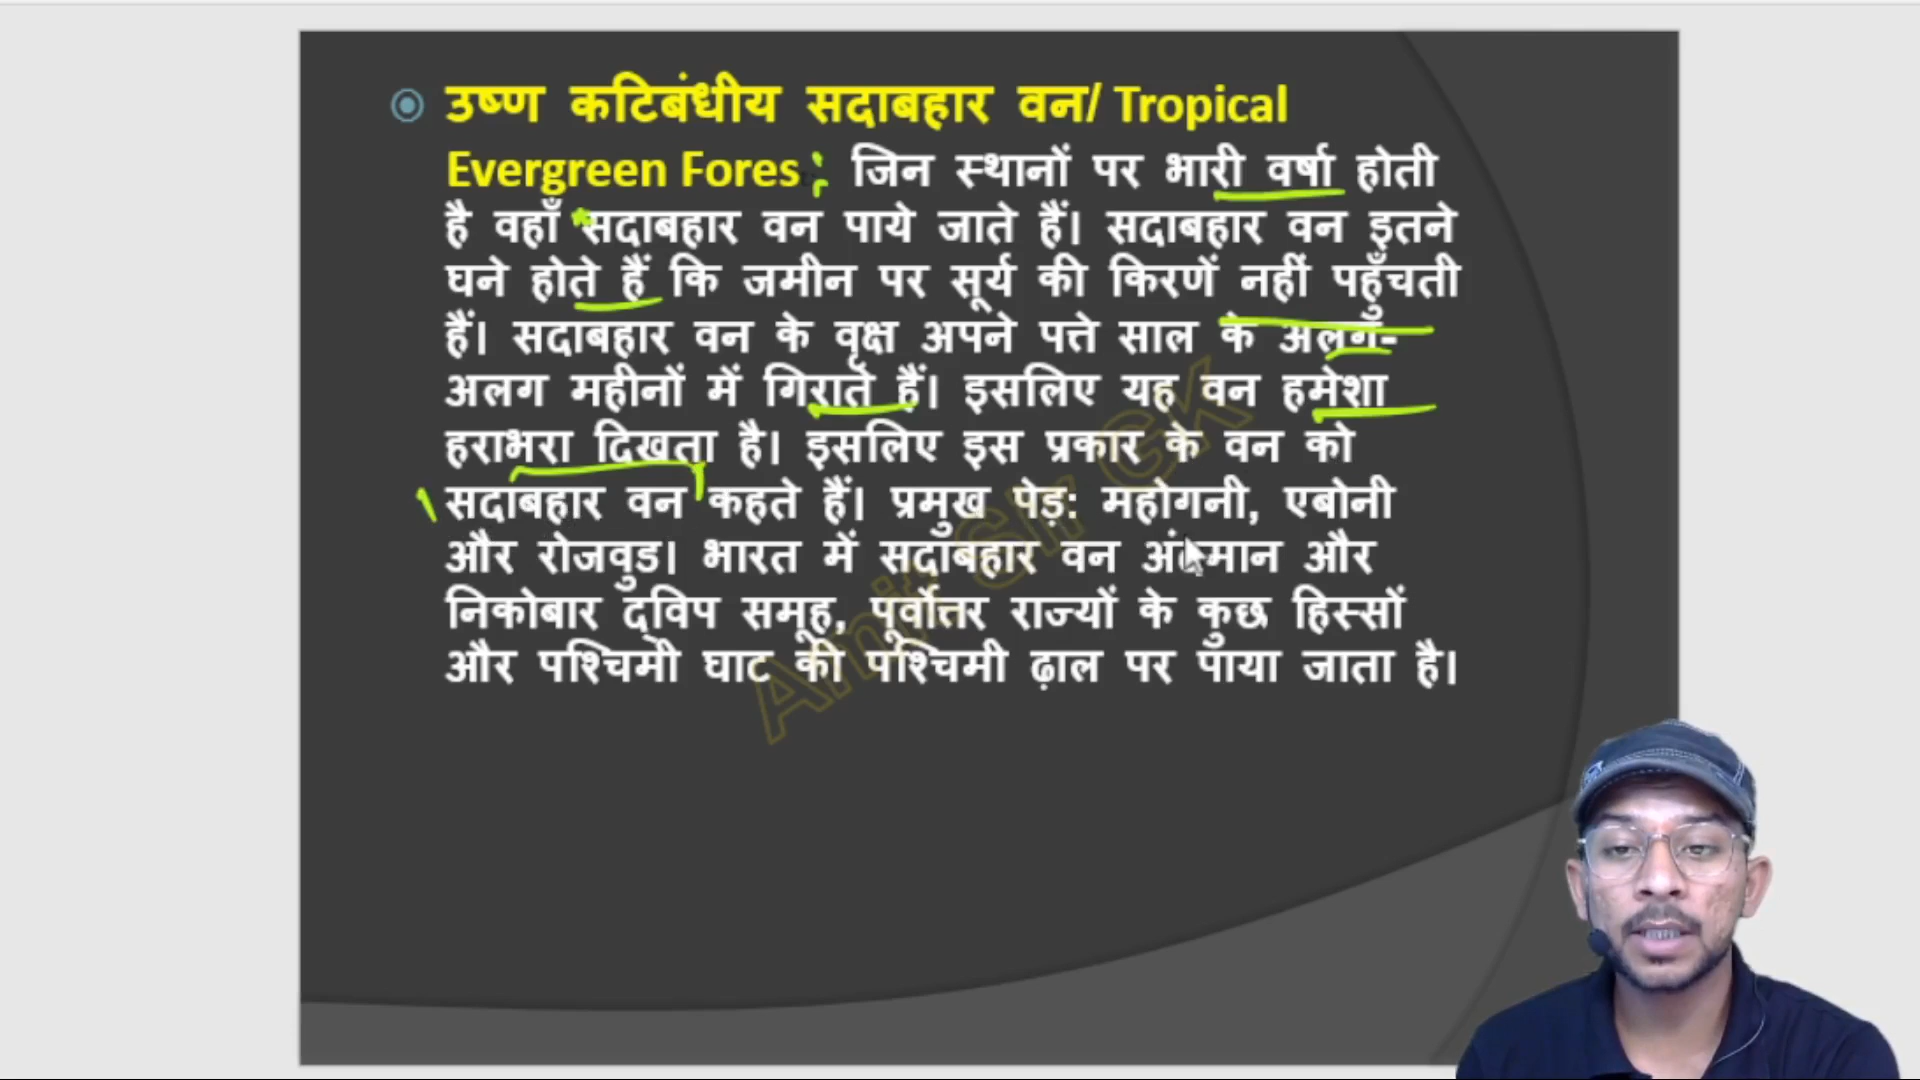 उष्ण कटिबंधीय सदाबहार वन/ Tropical
Evergreen Fores : जिन स्थानों पर भारी वर्षा होती
है वहाँ सदाबहार वन पाये जाते हैं। सदाबहार वन इतने
घने होते हैं कि जमीन पर सूर्य की किरणें नहीं पहुँचती
हैं। सदाबहार वन के वृक्ष अपने पत्ते साल के अलग-
अलग महीनों में गिराते हैं। इसलिए यह वन हमेशा
हराभरा दिखता है। इसलिए इस प्रकार के वन को
सदाबहार वन कहते हैं। प्रमुख पेड़: महोगनी, एबोनी
और रोजवुड। भारत में सदाबहार वन अंडमान और
निकोबार द्विप समूह, पूर्वोत्तर राज्यों के कुछ हिस्सों
और पश्चिमी घाट की पश्चिमी ढ़ाल पर पाया जाता है।
Amit Sir GK